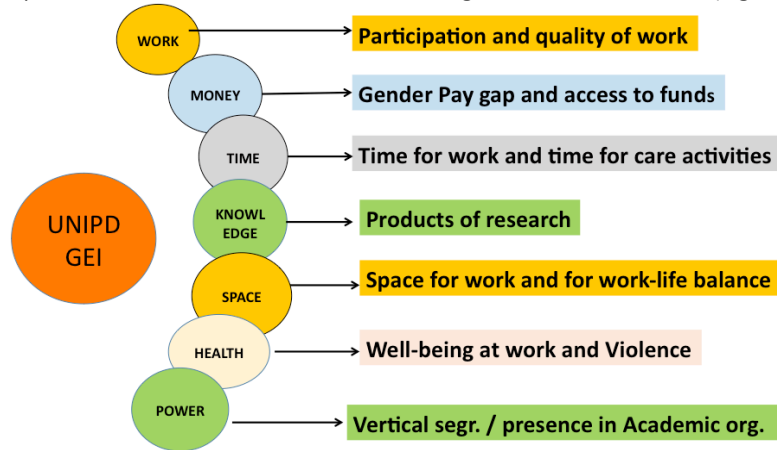 WORK
Participation and quality of work
MONEY
Gender Pay gap and access to funds
TIME
Time for work and time for care activities
KNOWL
EDGE
Products of research
UNIPD
GEI
SPACE
Space for work and for work-life balance
HEALTH
Well-being at work and Violence
POWER
Vertical segr. / presence in Academic org.